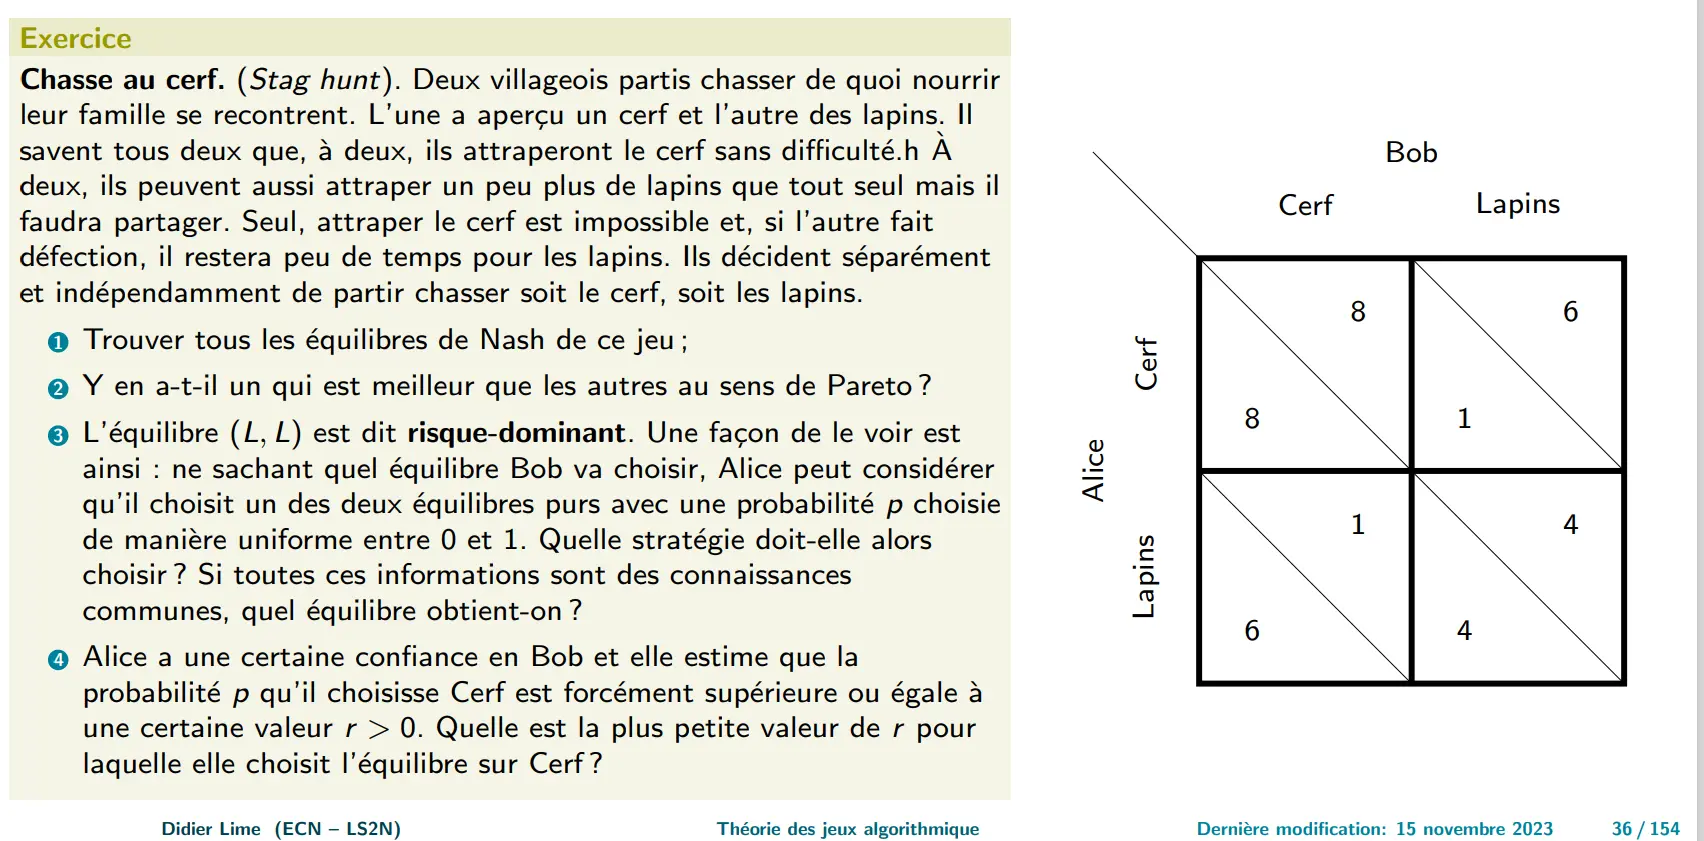 Exercice
Chasse au cerf. (Stag hunt). Deux villageois partis chasser de quoi nourrir
leur famille se recontrent. L'une a aperçu un cerf et l'autre des lapins. Il
savent tous deux que, à deux, ils attraperont le cerf sans difficulté.h À
deux, ils peuvent aussi attraper un peu plus de lapins que tout seul mais il
faudra partager. Seul, attraper le cerf est impossible et, si l'autre fait
défection, il restera peu de temps pour les lapins. Ils décident séparément
et indépendamment de partir chasser soit le cerf, soit les lapins.
1 Trouver tous les équilibres de Nash de ce jeu ;
2 Y en a-t-il un qui est meilleur que les autres au sens de Pareto ?
3 L'équilibre (L, L) est dit risque-dominant. Une façon de le voir est
ainsi : ne sachant quel équilibre Bob va choisir, Alice peut considérer
qu'il choisit un des deux équilibres purs avec une probabilité p choisie
de manière uniforme entre 0 et 1. Quelle stratégie doit-elle alors
choisir ? Si toutes ces informations sont des connaissances
communes, quel équilibre obtient-on ?
4 Alice a une certaine confiance en Bob et elle estime que la
probabilité p qu'il choisisse Cerf est forcément supérieure ou égale à
une certaine valeur r > 0. Quelle est la plus petite valeur de r pour
laquelle elle choisit l'équilibre sur Cerf ?
Bob
Cerf Lapins
Alice
Cerf
8 6
8 1
Lapins
1 4
6 4
Didier Lime (ECN – LS2N) Théorie des jeux algorithmique Dernière modification: 15 novembre 2023 36 / 154